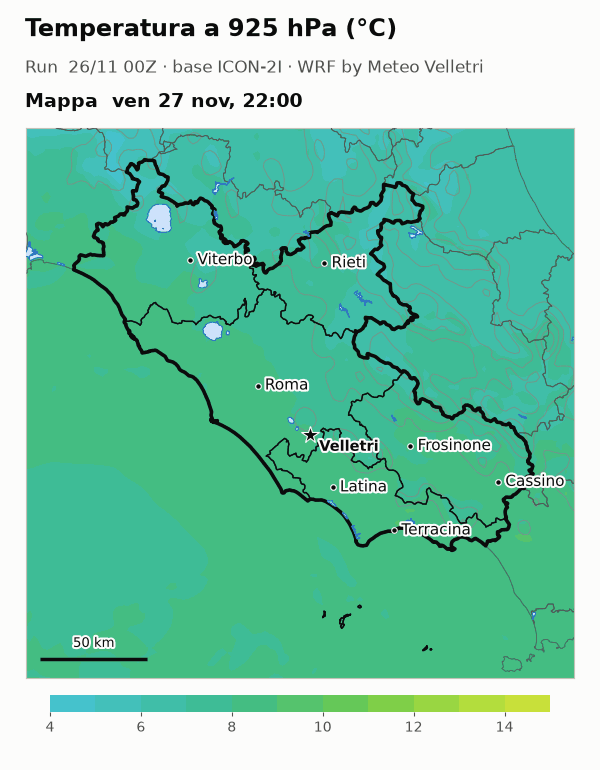 Temperatura a 925 hPa (°C)
Run  26/11 00Z · base ICON-2I · WRF by Meteo Velletri
Mappa  ven 27 nov, 22:00
Viterbo
Rieti
Roma
Velletri
Frosinone
Latina
Cassino
Terracina
50 km
4 6 8 10 12 14